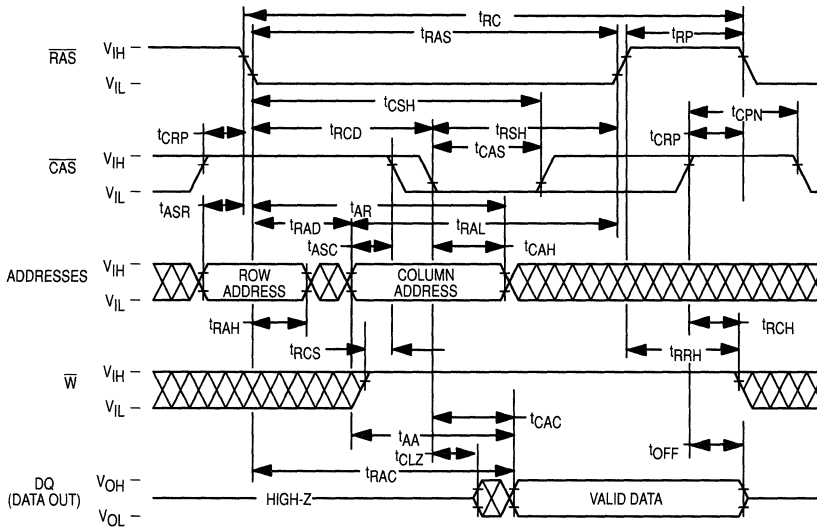 tRC
tRAS
tRP
RAS
VIH
VIL
tCSH
tCPN
tCRP
tRCD
tRSH
tCRP
tCAS
CAS
VIH
VIL
tASR
tAR
tRAD
tRAL
tASC
tCAH
ADDRESSES
VIH
VIL
ROW
ADDRESS
COLUMN
ADDRESS
tRAH
tRCH
tRCS
tRRH
W
VIH
VIL
tCAC
tAA
tCLZ
tOFF
tRAC
DQ
(DATA OUT)
VOH
VOL
HIGH-Z
VALID DATA